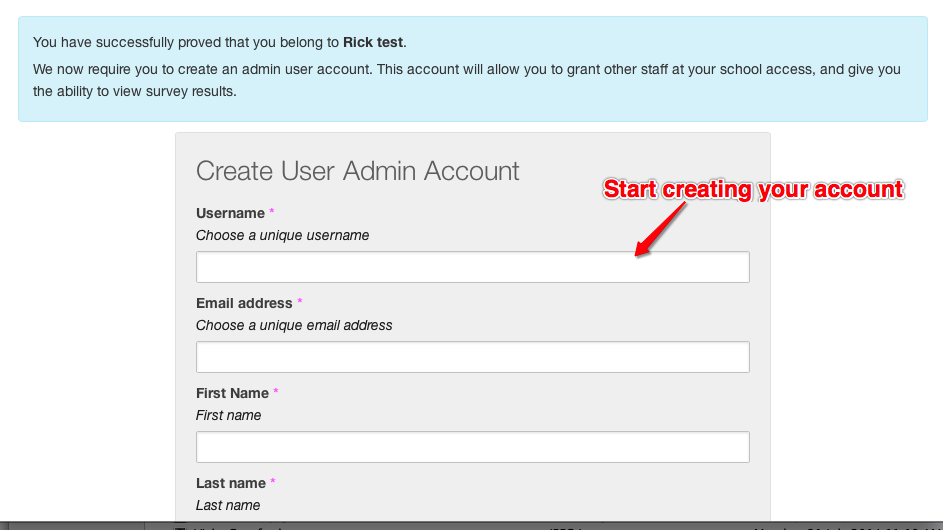 You have successfully proved that you belong to Rick test.
We now require you to create an admin user account. This account will allow you to grant other staff at your school access, and give you
the ability to view survey results.
Create User Admin Account
Start creating your account
Username *
Choose a unique username
Email address *
Choose a unique email address
First Name *
First name
Last name *
Last name